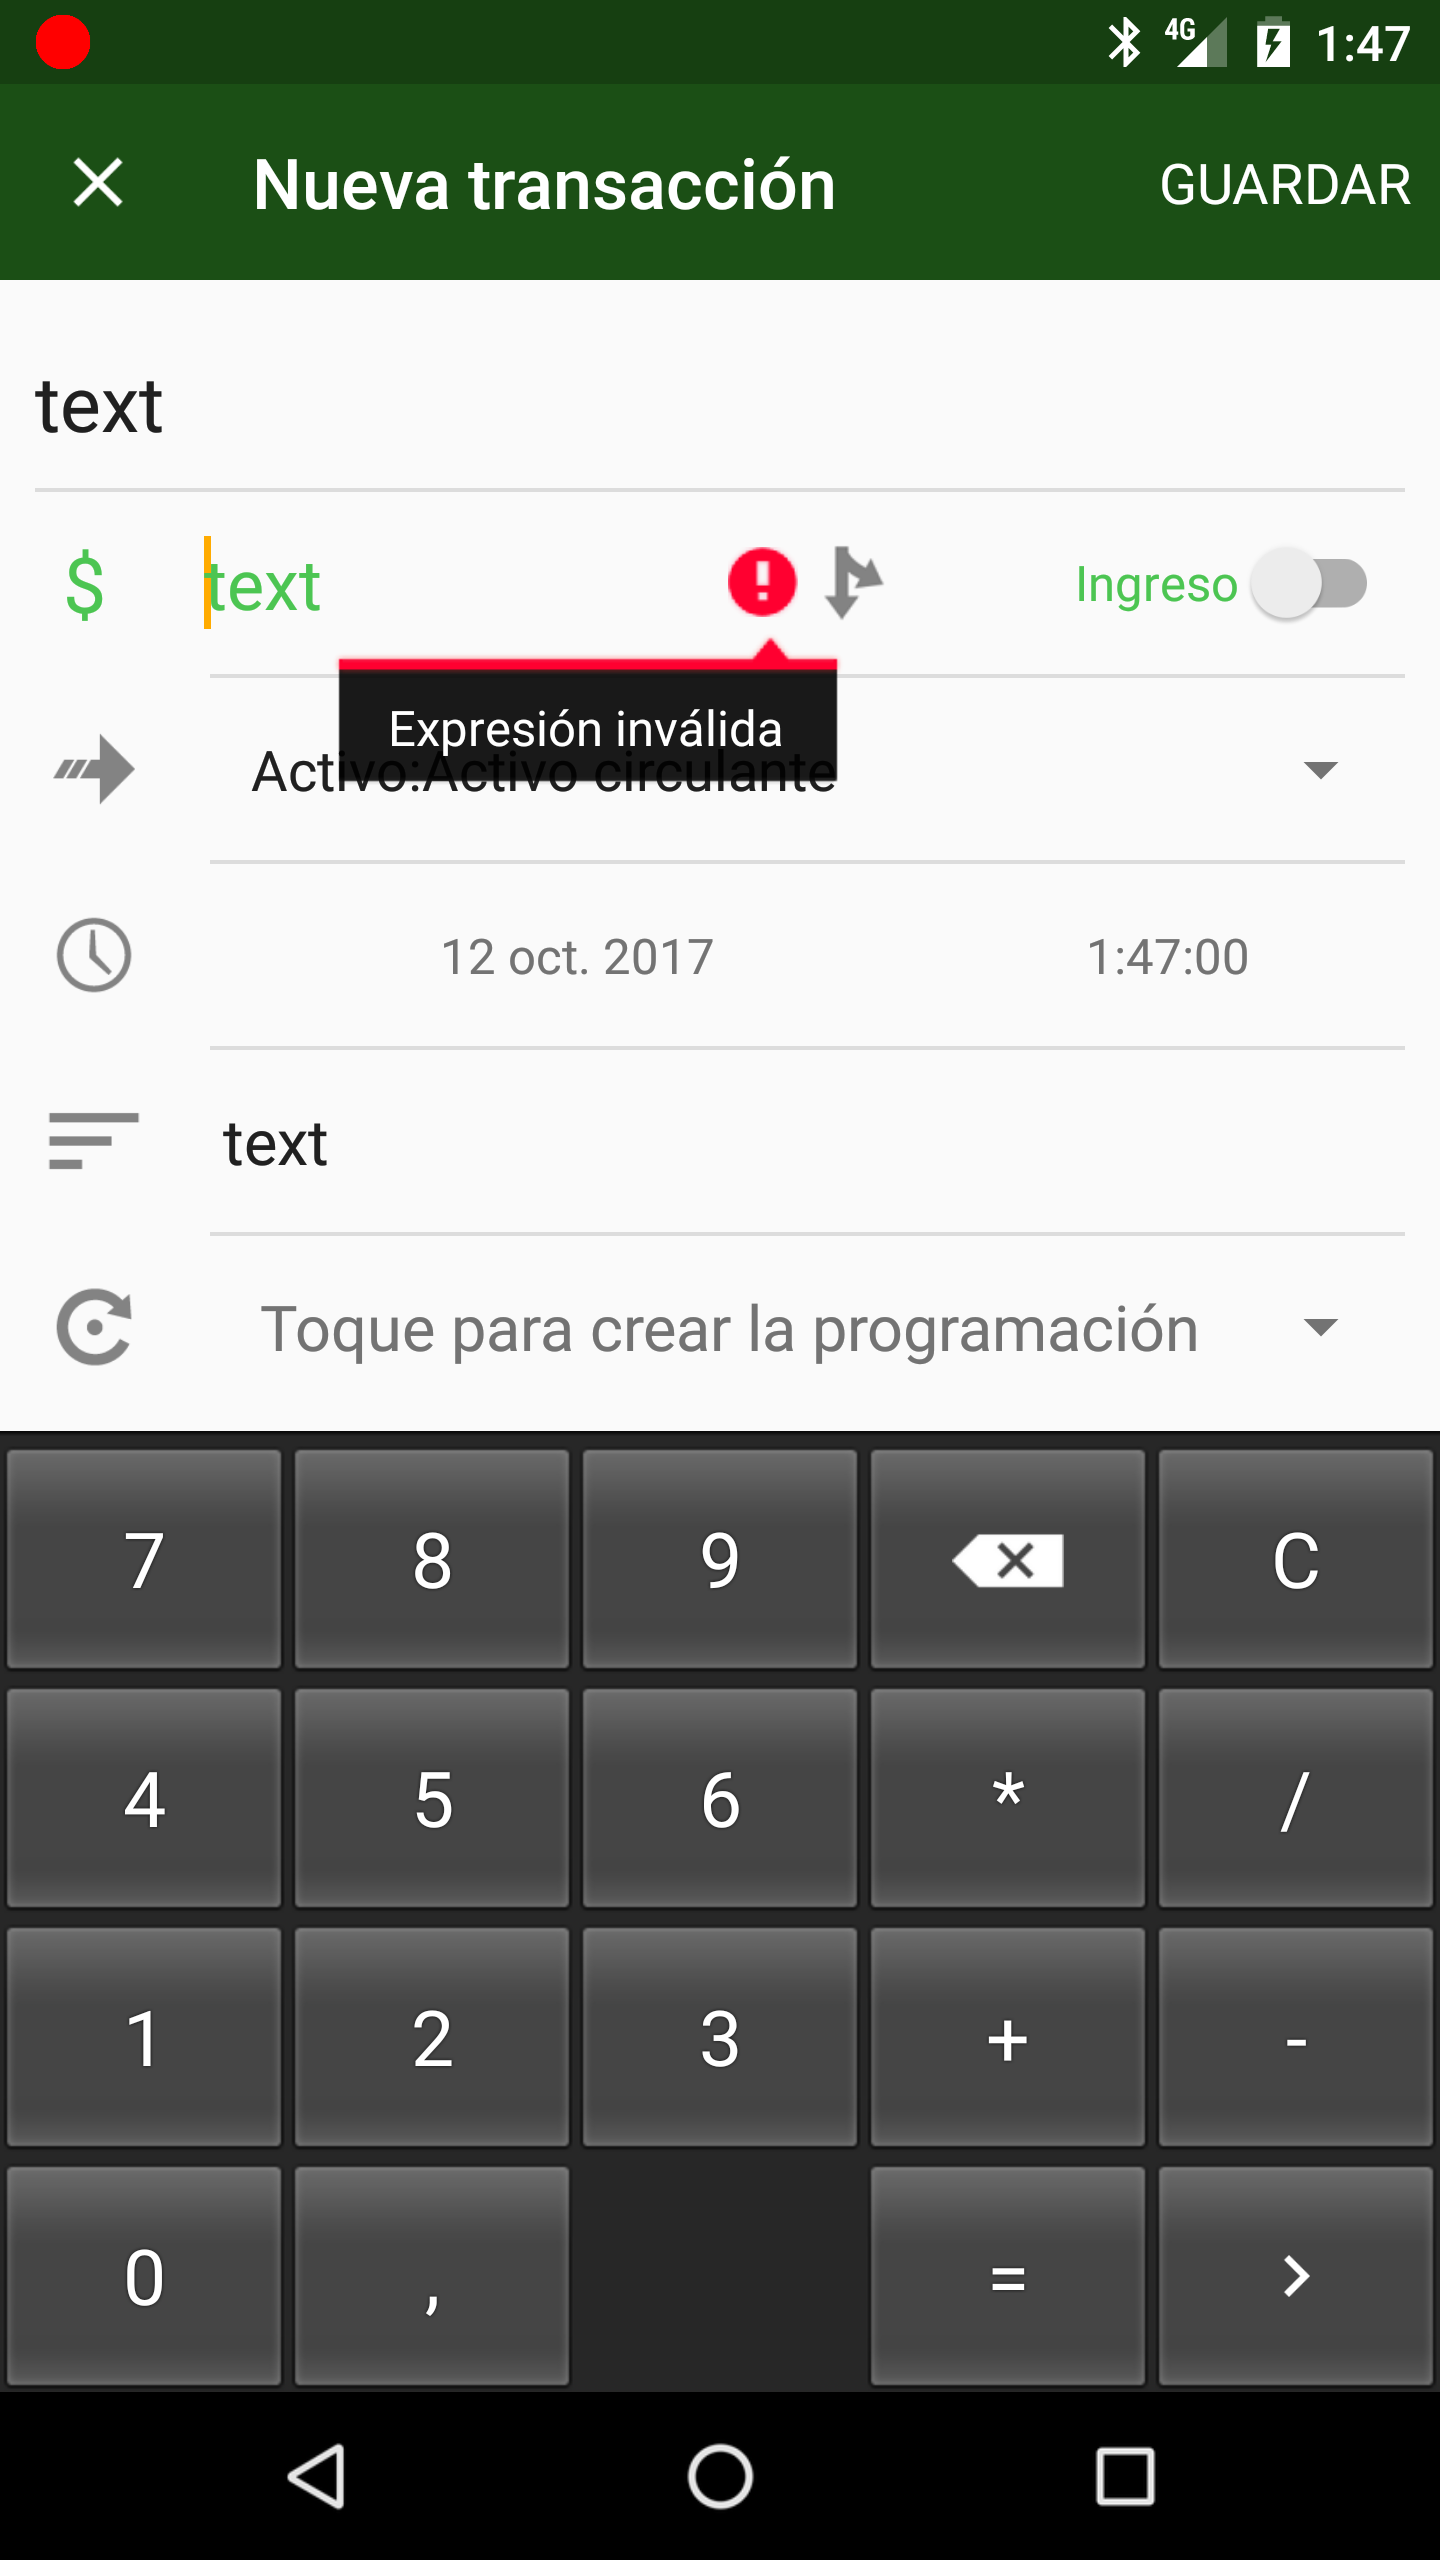 4G 1:47
Nueva transacción GUARDAR
text
$ text Ingreso
Expresión inválida
Activo:Activo circulante
12 oct. 2017 1:47:00
text
Toque para crear la programación
7 8 9 C
4 5 6 * /
1 2 3 + -
0 , = >